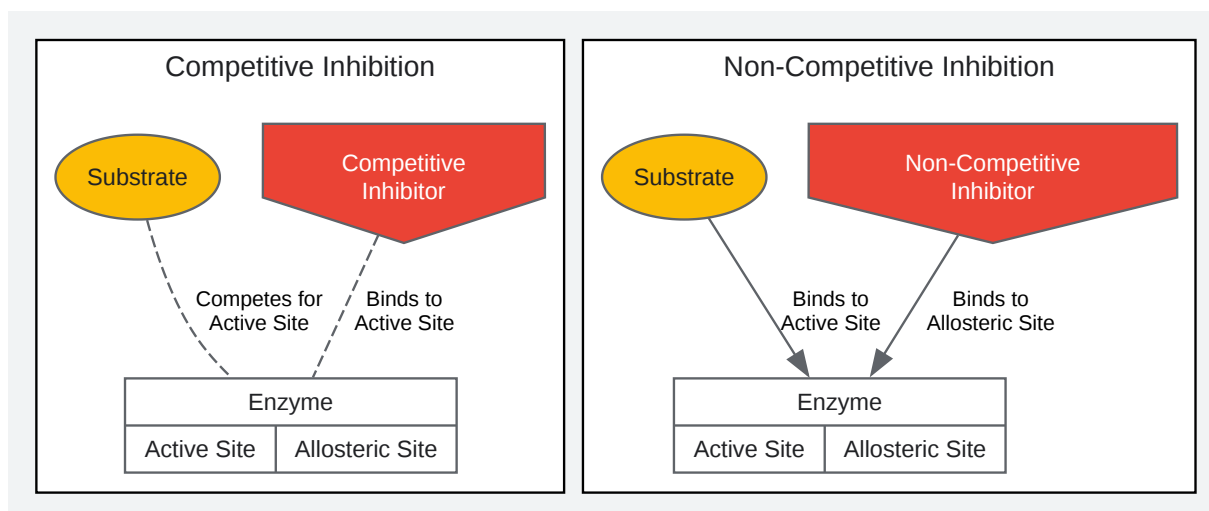 Competitive Inhibition
Substrate
Competitive
Inhibitor
Competes for
Active Site
Binds to
Active Site
Enzyme
Active Site
Allosteric Site
Non-Competitive Inhibition
Substrate
Non-Competitive
Inhibitor
Binds to
Active Site
Binds to
Allosteric Site
Enzyme
Active Site
Allosteric Site